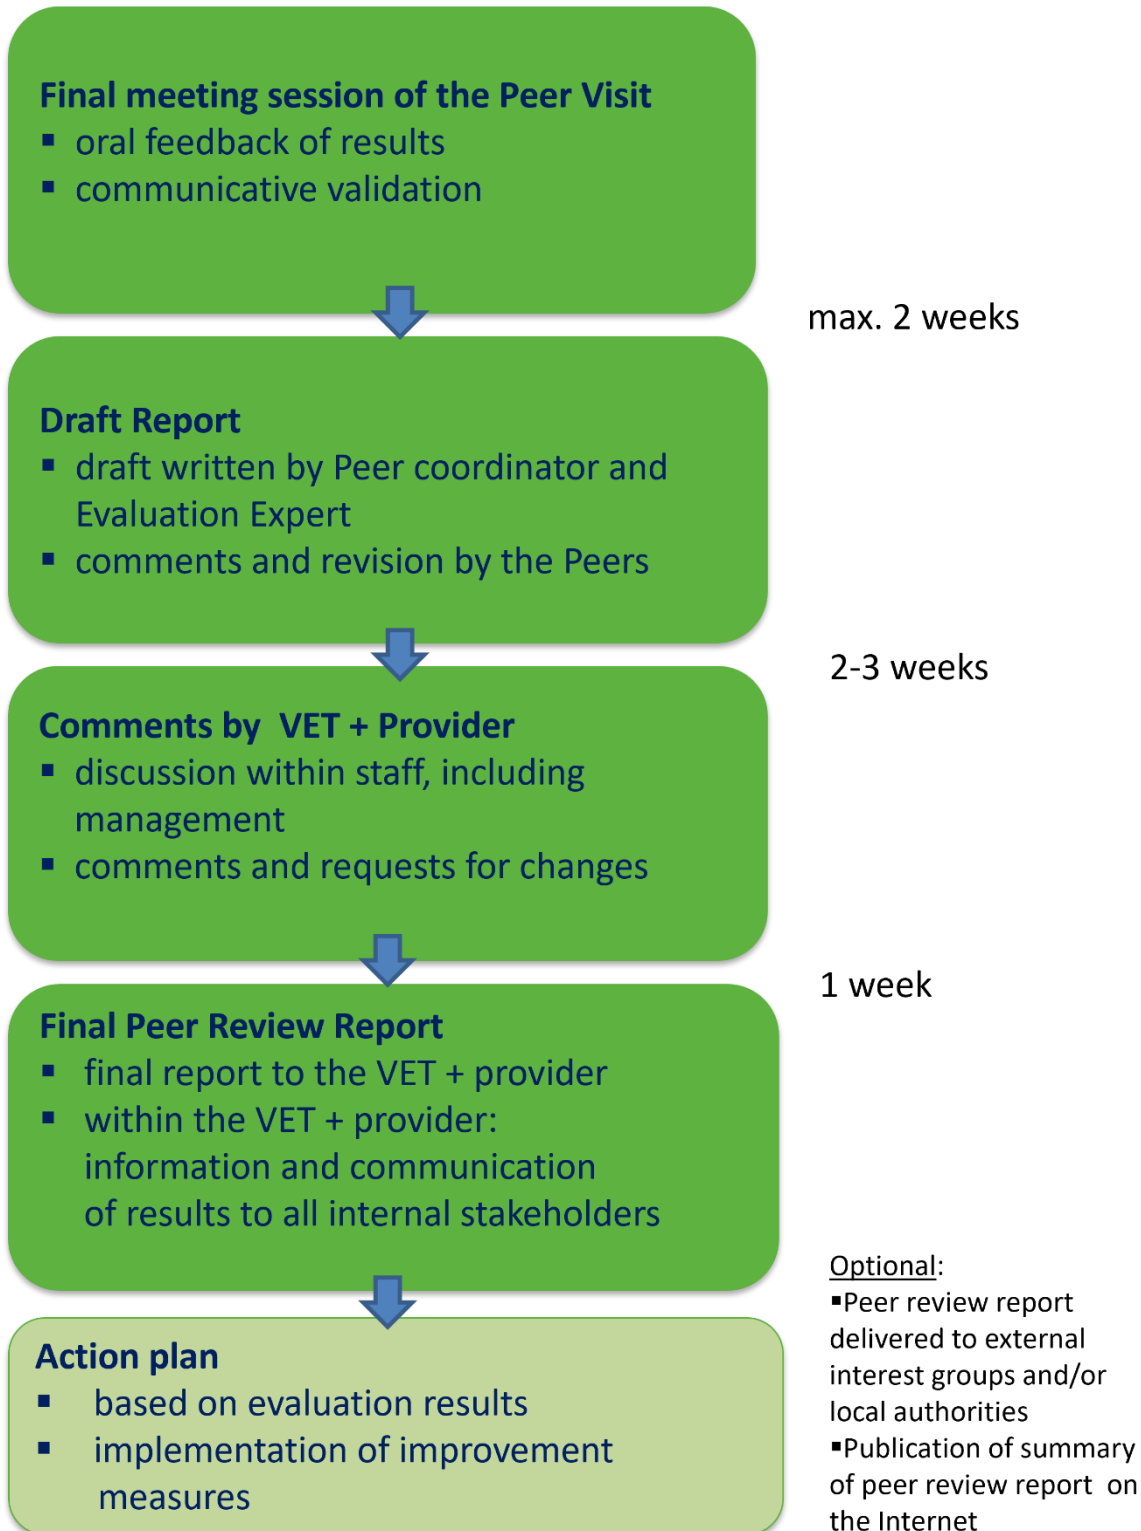 Final meeting session of the Peer Visit
▪ oral feedback of results
▪ communicative validation
max. 2 weeks
Draft Report
▪ draft written by Peer coordinator and
Evaluation Expert
▪ comments and revision by the Peers
2-3 weeks
Comments by  VET + Provider
▪ discussion within staff, including
management
▪ comments and requests for changes
1 week
Final Peer Review Report
▪ final report to the VET + provider
▪ within the VET + provider:
information and communication
of results to all internal stakeholders
Action plan
▪ based on evaluation results
▪ implementation of improvement
measures
Optional:
▪Peer review report
delivered to external
interest groups and/or
local authorities
▪Publication of summary
of peer review report  on
the Internet